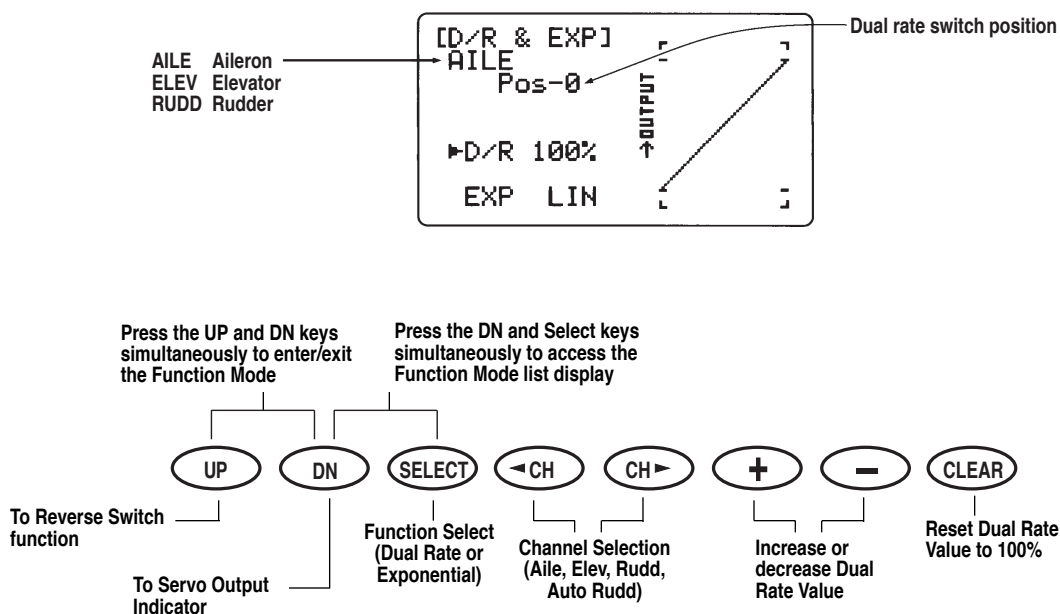 Dual rate switch position
[D/R & EXP]
AILE
Pos-0
↑OUTPUT
D/R 100%
EXP LIN
AILE Aileron
ELEV Elevator
RUDD Rudder
Press the UP and DN keys
simultaneously to enter/exit
the Function Mode
Press the DN and Select keys
simultaneously to access the
Function Mode list display
UP
DN
SELECT
◄CH
CH►
+
−
CLEAR
To Reverse Switch
function
To Servo Output
Indicator
Function Select
(Dual Rate or
Exponential)
Channel Selection
(Aile, Elev, Rudd,
Auto Rudd)
Increase or
decrease Dual
Rate Value
Reset Dual Rate
Value to 100%